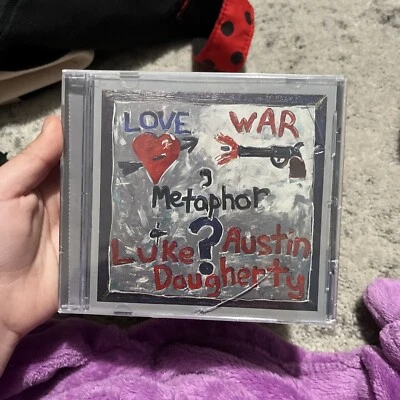 LOVE WAR
,
Metaphor
Luke ? Austin
Dougherty